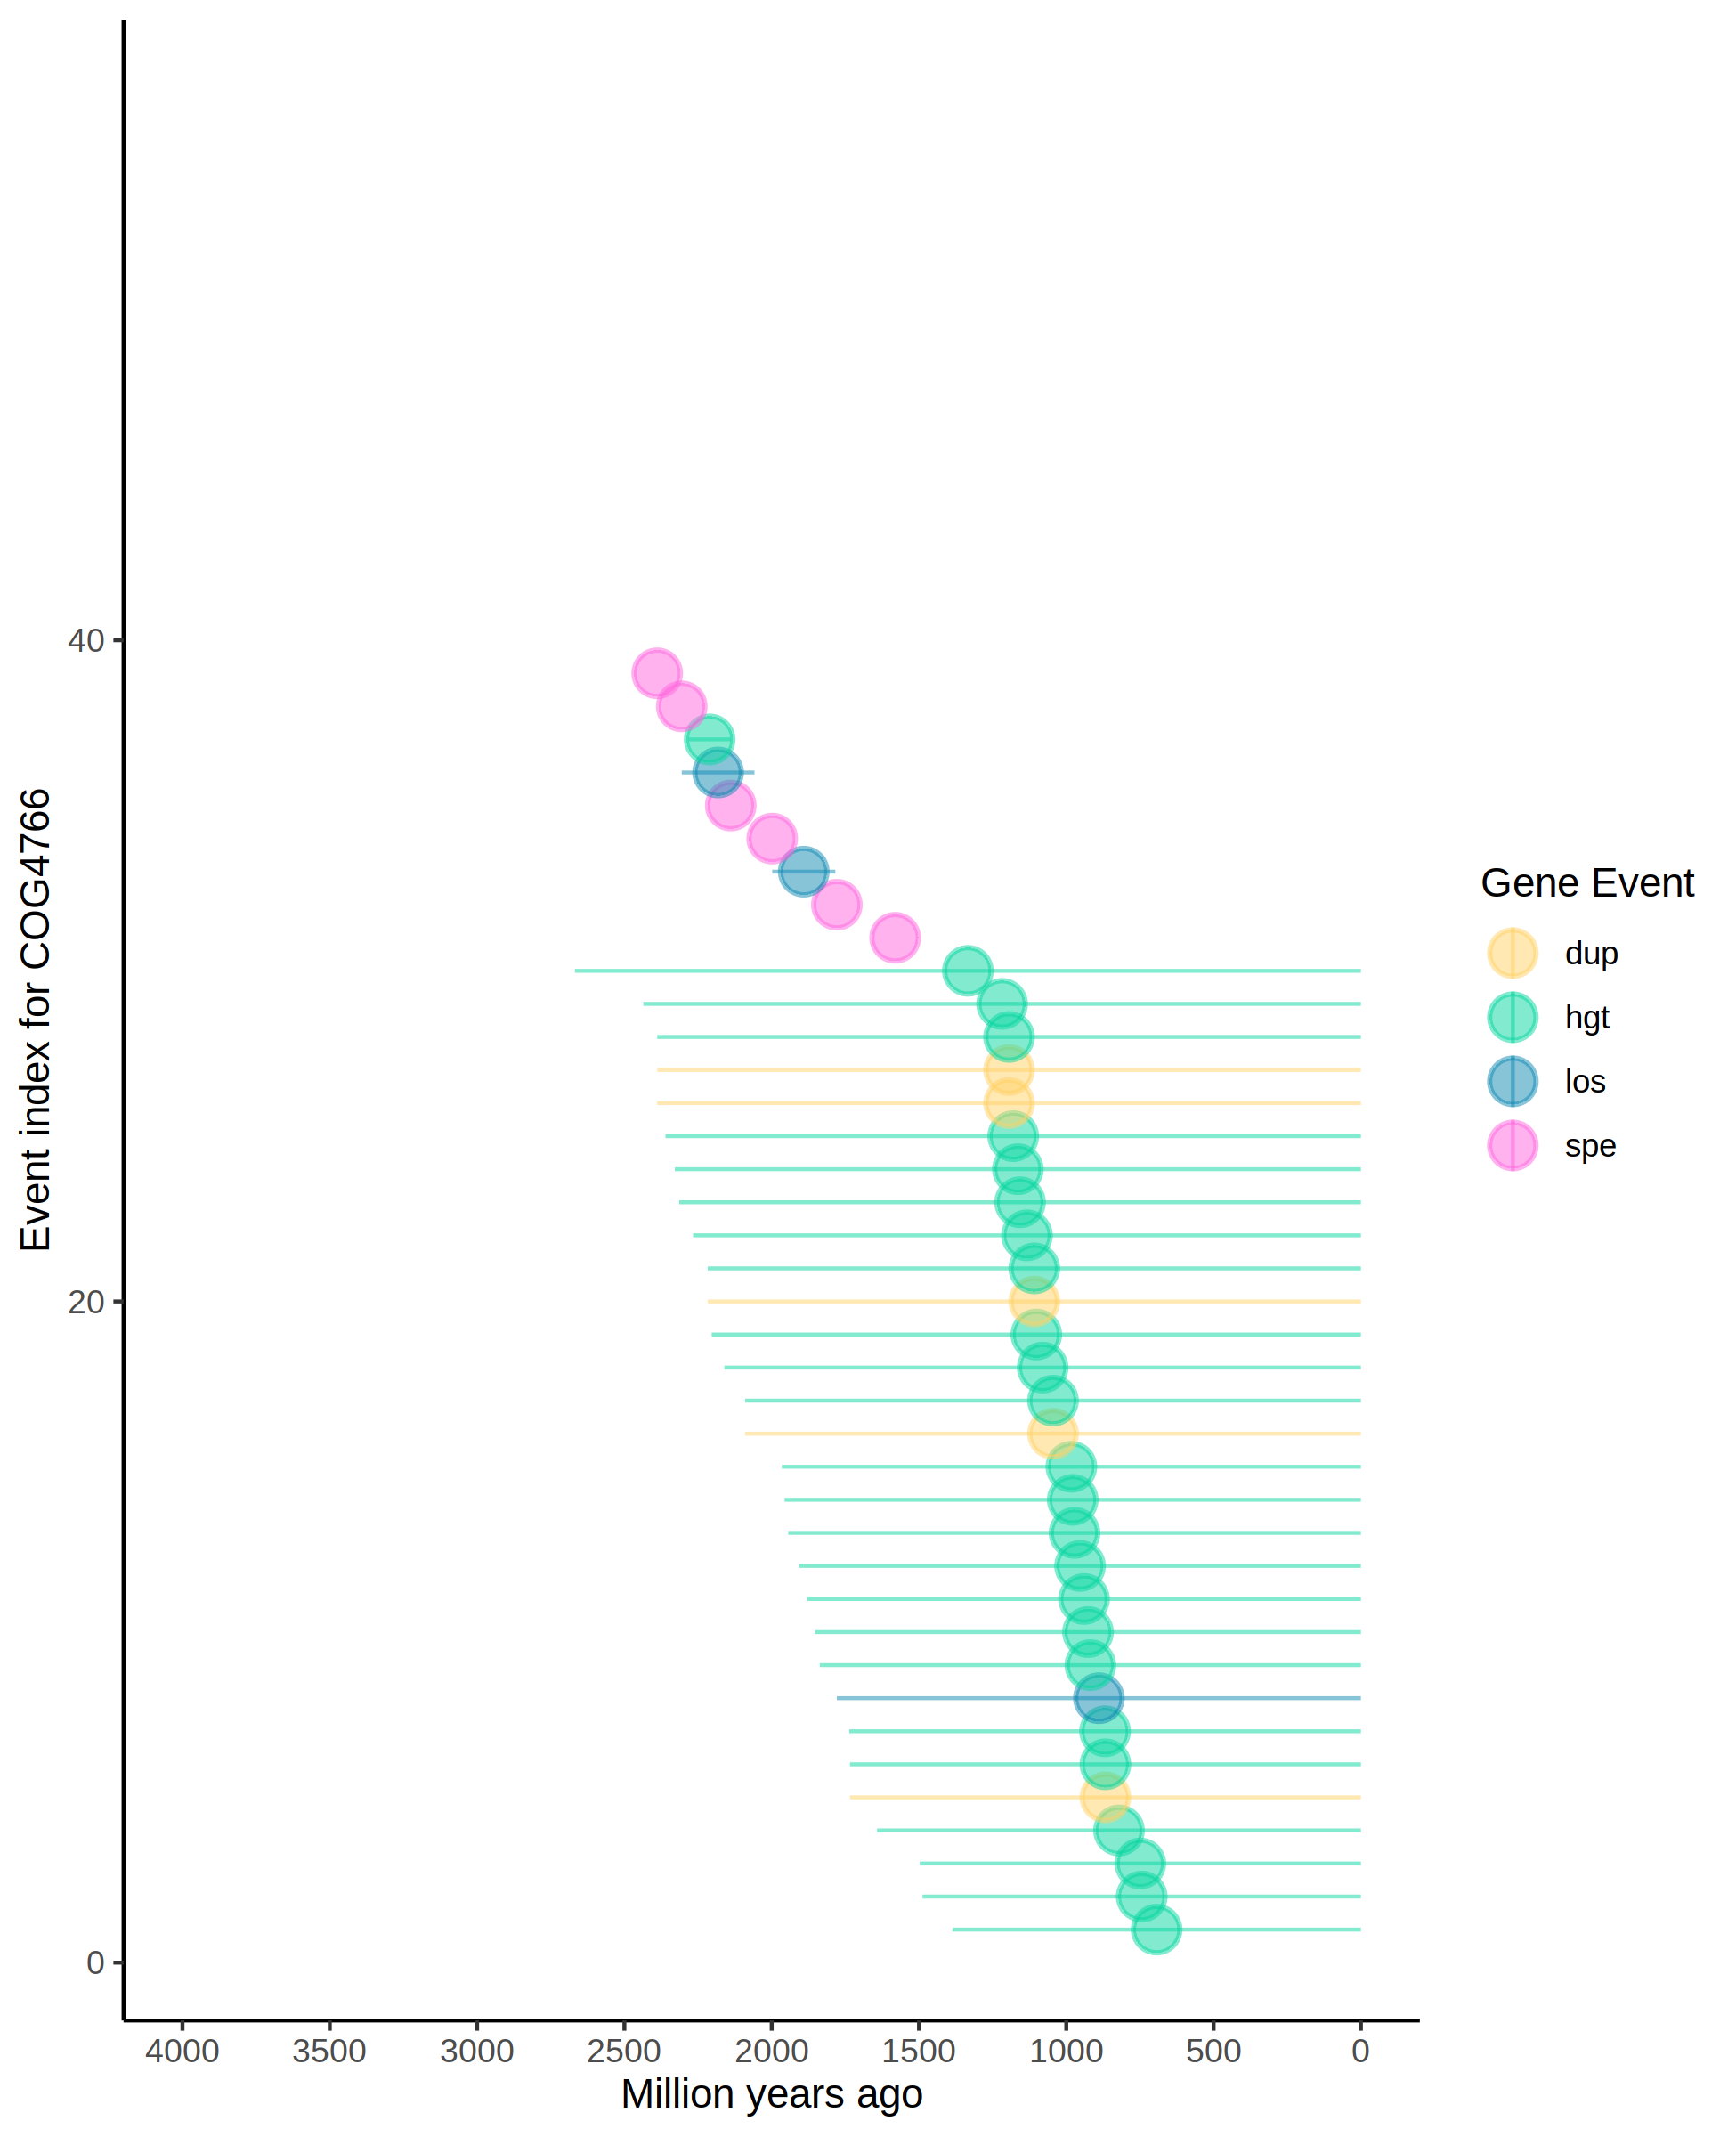 Event index for COG4766
40
20
0
4000 3500 3000 2500 2000 1500 1000 500 0
Million years ago
Gene Event
dup
hgt
los
spe